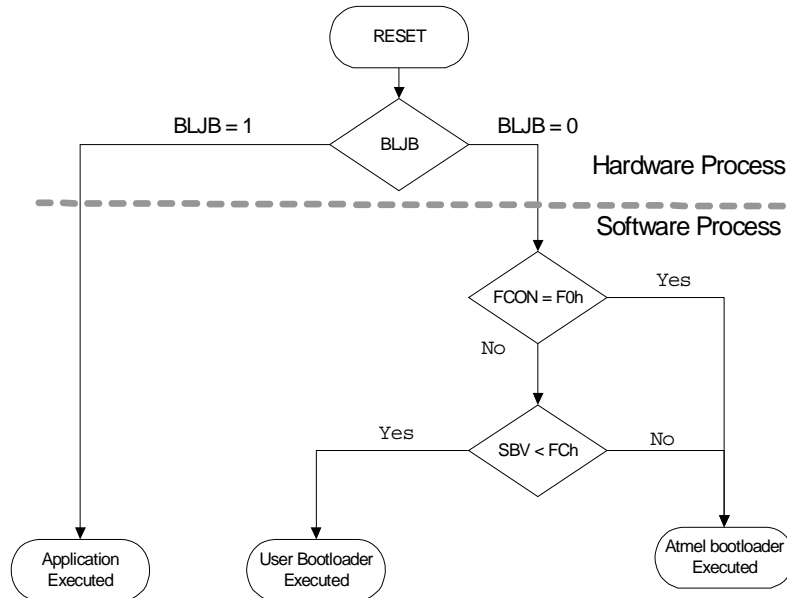 RESET
BLJB = 1
BLJB
BLJB = 0
Hardware Process
Software Process
FCON = F0h
Yes
No
Yes
SBV < FCh
No
Application
Executed
User Bootloader
Executed
Atmel bootloader
Executed